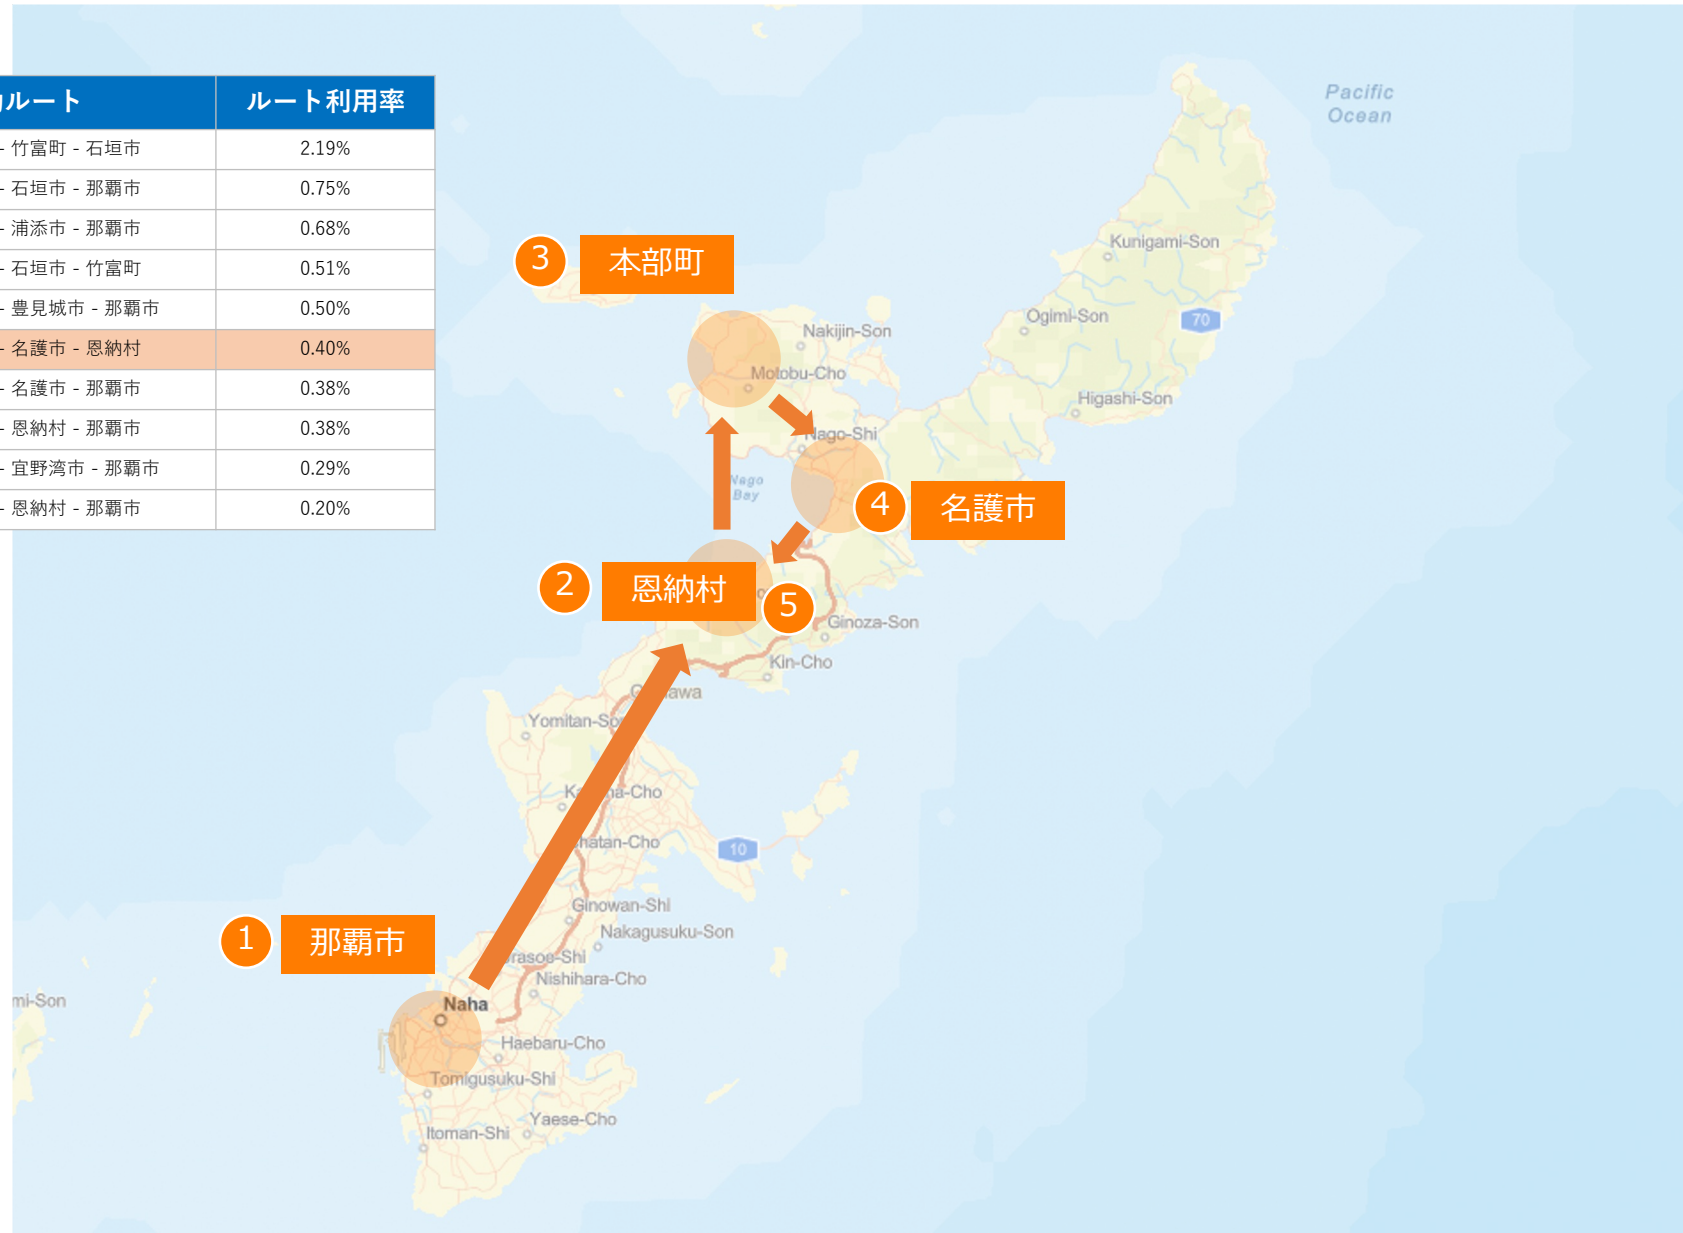 ルート ルート利用率
- 竹富町 - 石垣市 2.19%
- 石垣市 - 那覇市 0.75%
- 浦添市 - 那覇市 0.68%
- 石垣市 - 竹富町 0.51%
- 豊見城市 - 那覇市 0.50%
- 名護市 - 恩納村 0.40%
- 名護市 - 那覇市 0.38%
- 恩納村 - 那覇市 0.38%
- 宜野湾市 - 那覇市 0.29%
- 恩納村 - 那覇市 0.20%
Pacific
Ocean
Kunigami-Son
3 本部町
Ogimi-Son
70
Nakijin-Son
Motobu-Cho
Higashi-Son
Nago-Shi
Nago
Bay
4 名護市
2 恩納村 5
Ginoza-Son
Kin-Cho
Yomitan-So
na-Cho
hatan-Cho
10
Ginowan-Shi
Nakagusuku-Son
1 那覇市
rasoe-Shi
Nishihara-Cho
mi-Son
Naha
Haebaru-Cho
Tomigusuku-Shi
Yaese-Cho
Itoman-Shi